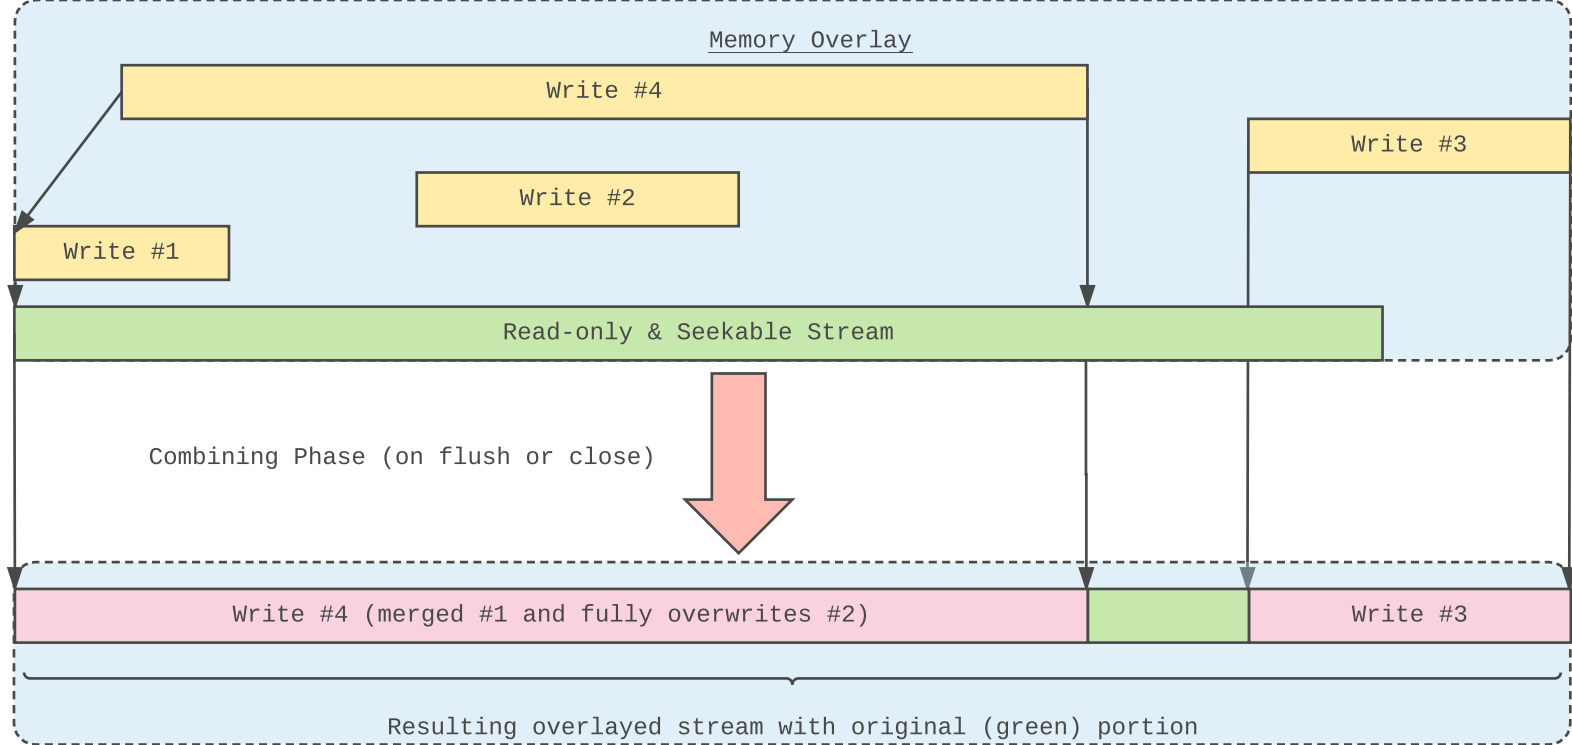 Memory Overlay
Write #4
Write #3
Write #2
Write #1
Read-only & Seekable Stream
Combining Phase (on flush or close)
Write #4 (merged #1 and fully overwrites #2)
Write #3
Resulting overlayed stream with original (green) portion